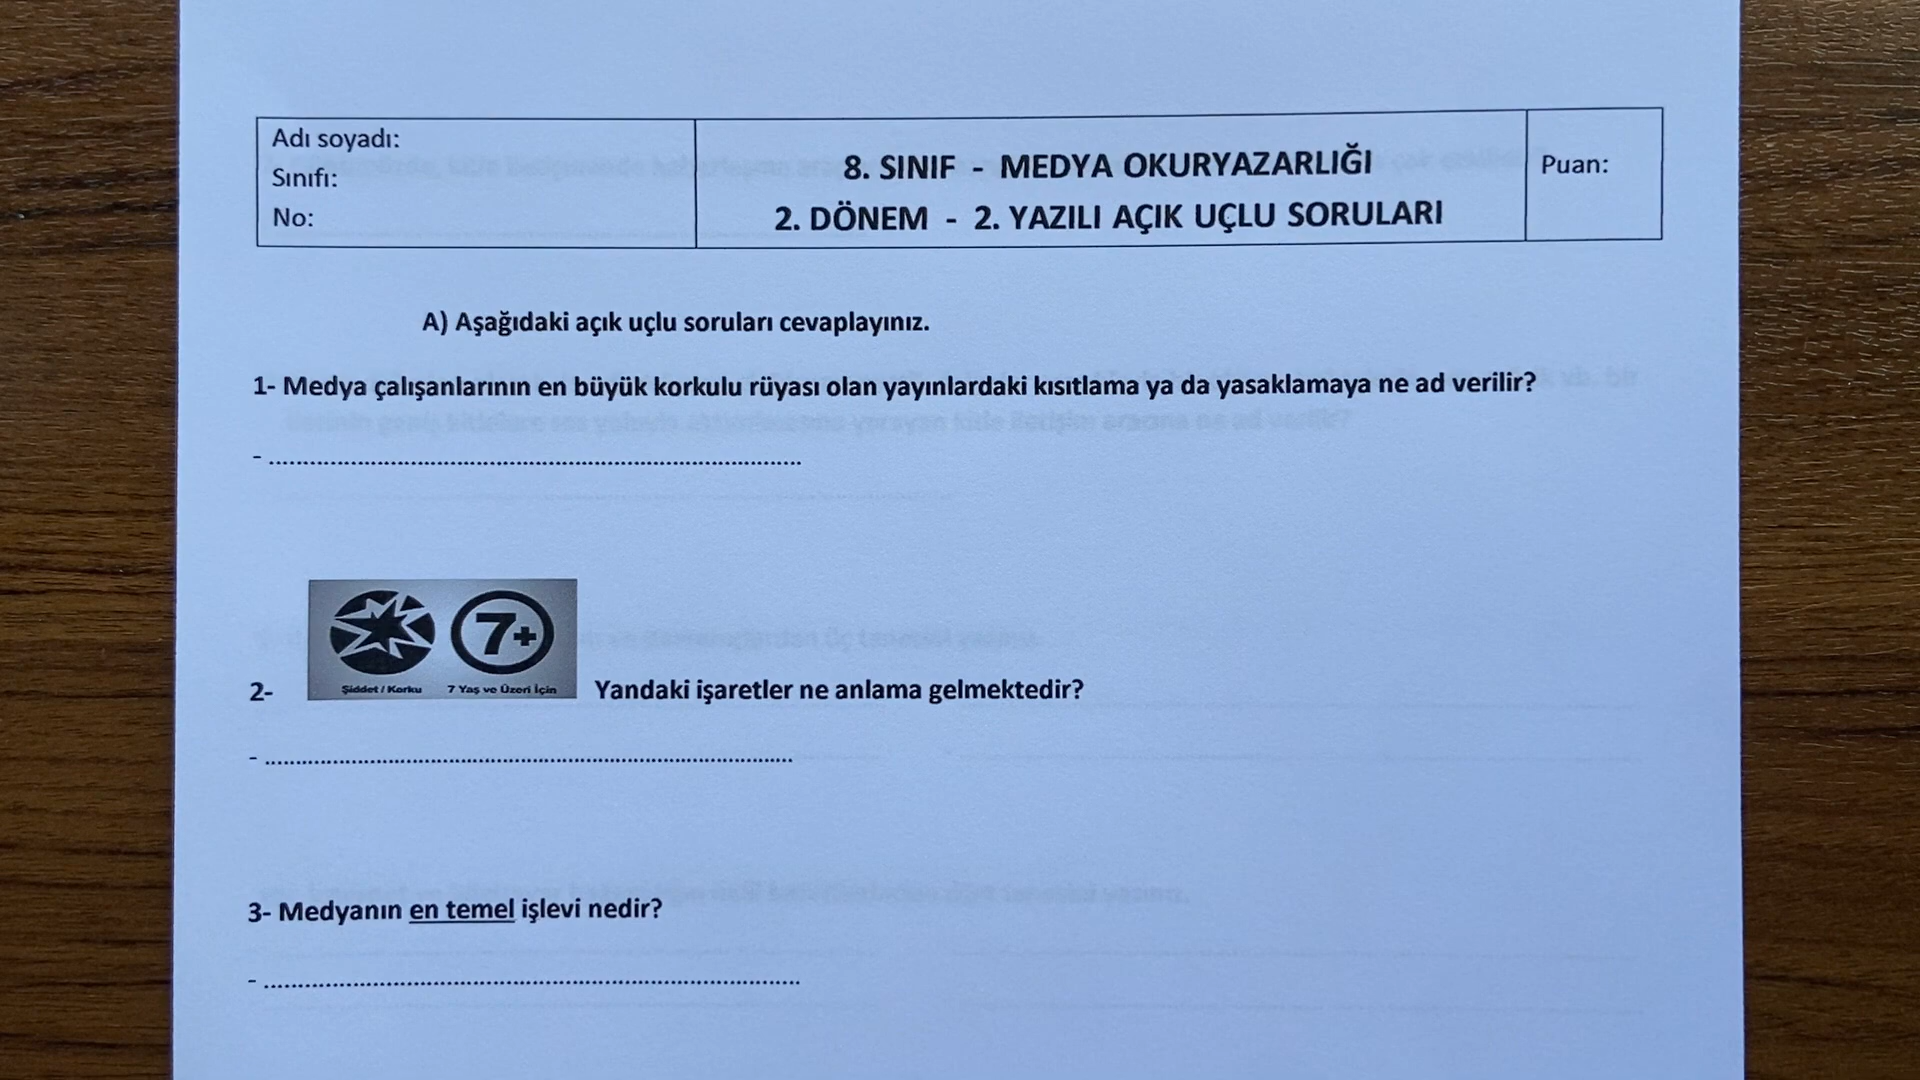 Adı soyadı:
Sınıfı:
No:
8. SINIF - MEDYA OKURYAZARLIĞI
2. DÖNEM - 2. YAZILI AÇIK UÇLU SORULARI
Puan:
A) Aşağıdaki açık uçlu soruları cevaplayınız.
1- Medya çalışanlarının en büyük korkulu rüyası olan yayınlardaki kısıtlama ya da yasaklamaya ne ad verilir?
- ................................................................................
7+
Şiddet / Korku 7 Yaş ve Üzeri İçin
2- Yandaki işaretler ne anlama gelmektedir?
- ................................................................................
3- Medyanın en temel işlevi nedir?
- ................................................................................